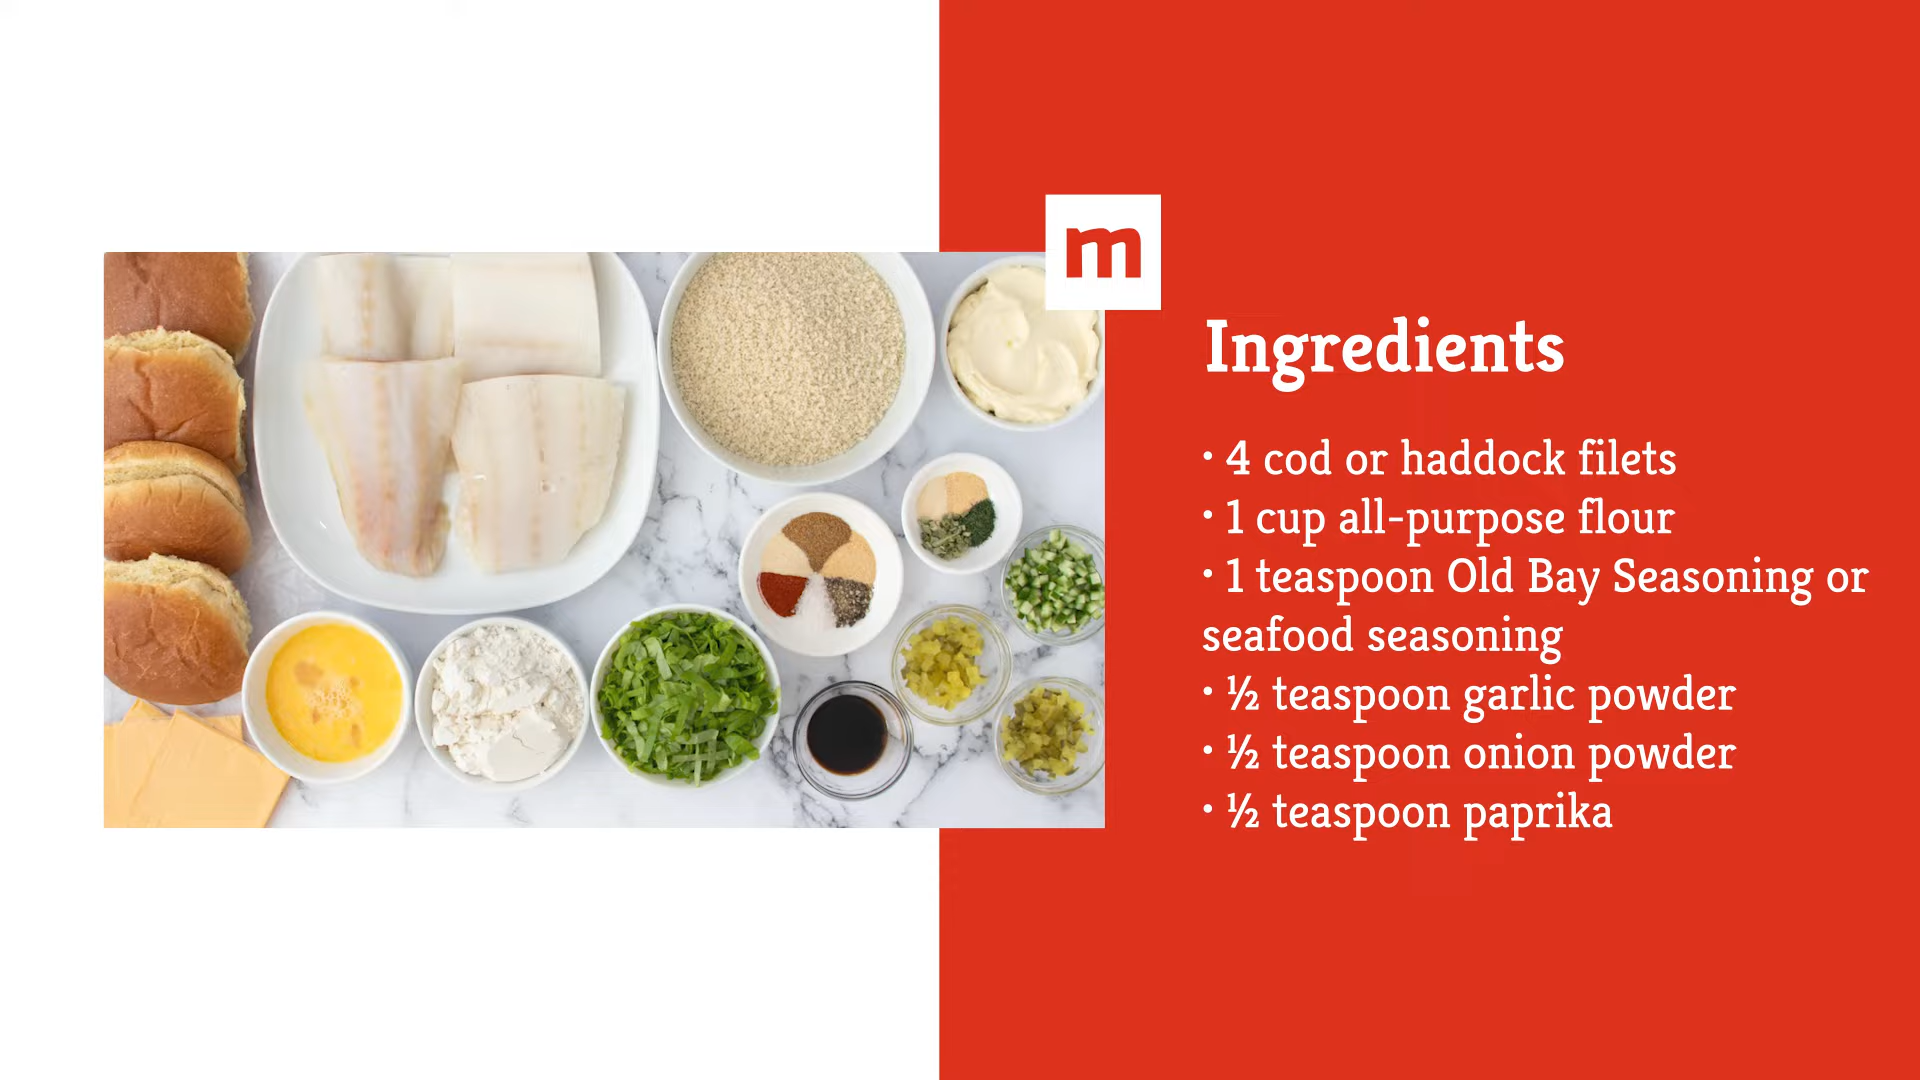 m
Ingredients
· 4 cod or haddock filets
· 1 cup all-purpose flour
· 1 teaspoon Old Bay Seasoning or
seafood seasoning
· ½ teaspoon garlic powder
· ½ teaspoon onion powder
· ½ teaspoon paprika